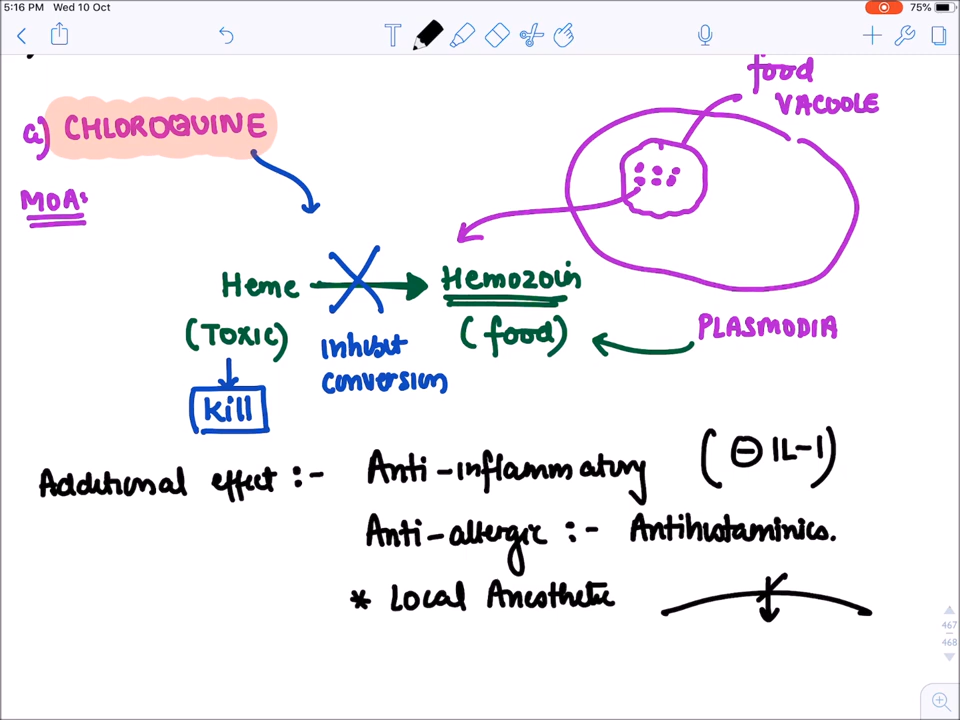 5:16 PM Wed 10 Oct
75%
T
food
VACUOLE
a) CHLOROQUINE
MOA:
Heme
Hemozoin
(TOXIC)
(food)
PLASMODIA
Inhibit
conversion
Kill
Additional effect :- Anti-inflammatory (⊖ IL-1)
Anti-allergic :- Antihistaminics.
* Local Anesthetic
467
468